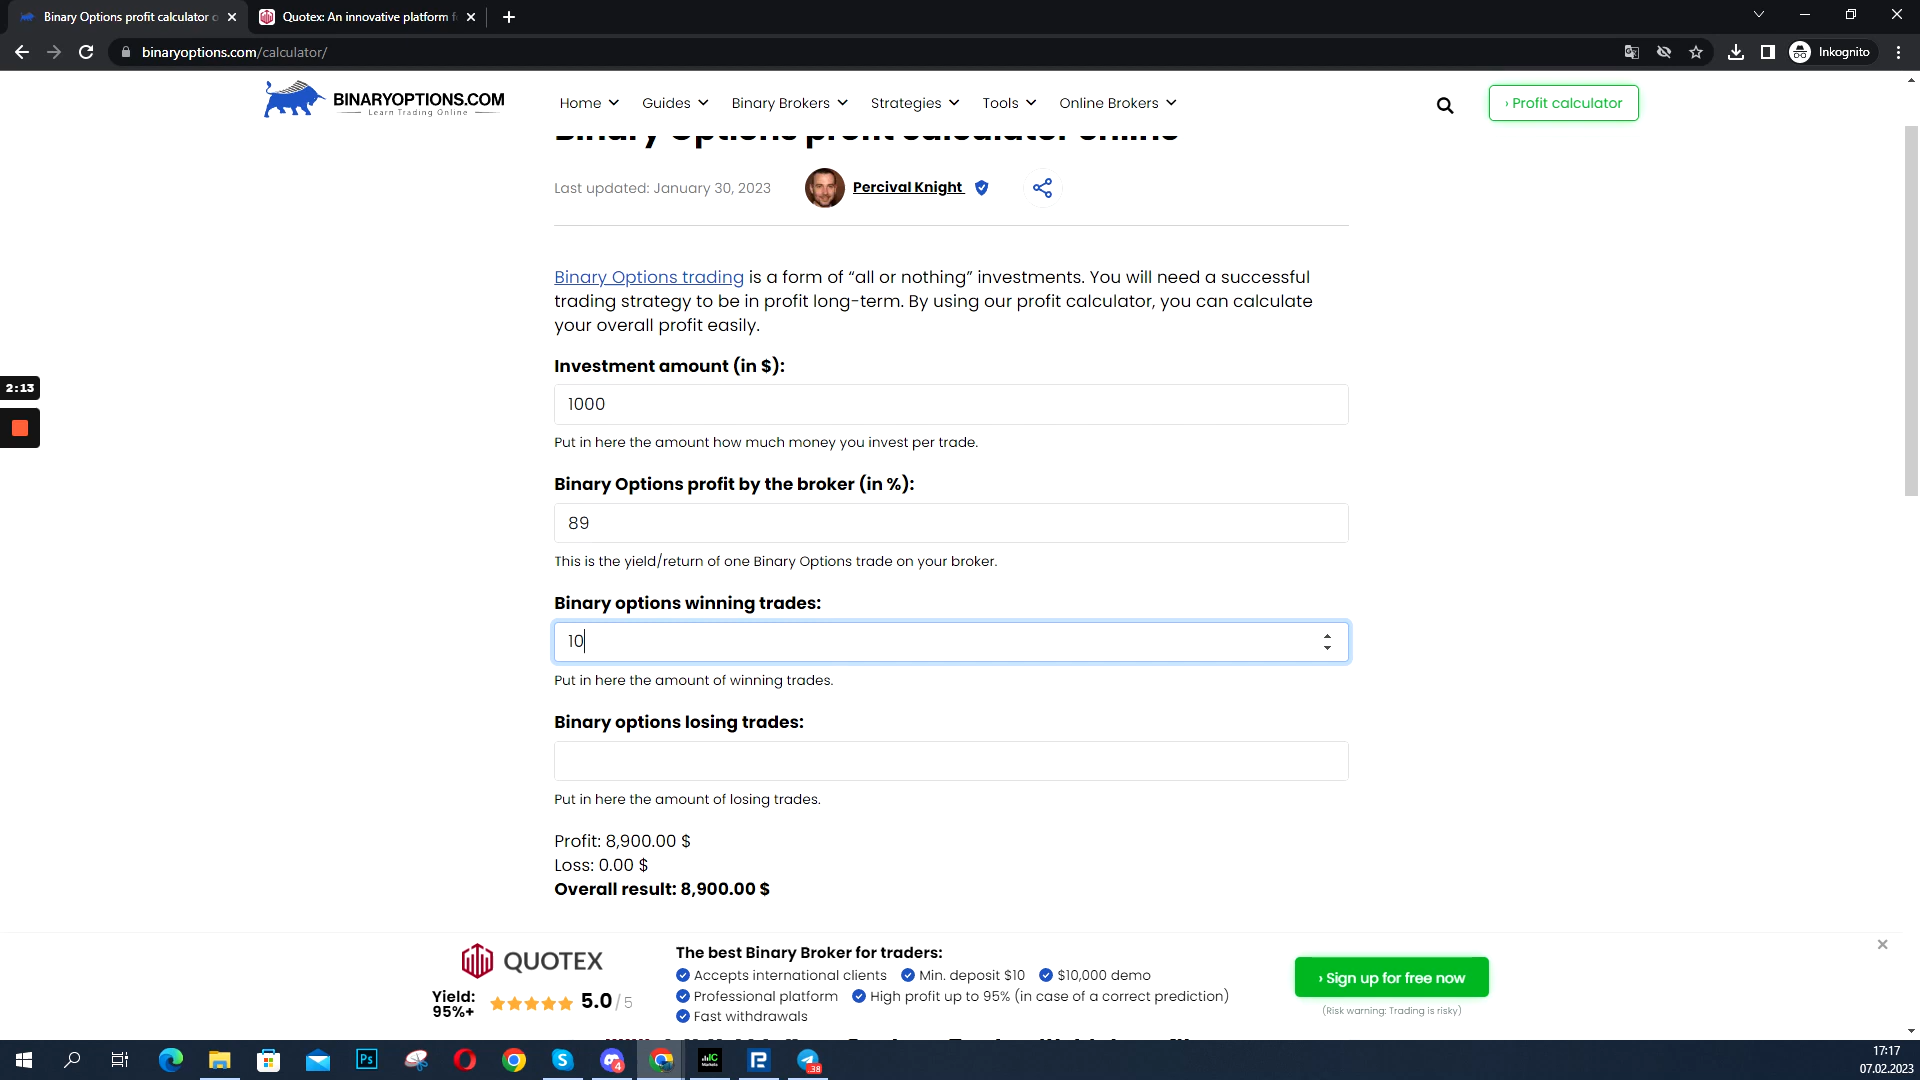 Binary Options profit calculator o
Quotex: An innovative platform f
binaryoptions.com/calculator/
Inkognito
BINARYOPTIONS.COM
Learn Trading Online
Home
Guides
Binary Brokers
Strategies
Tools
Online Brokers
› Profit calculator
Binary Options profit calculator online
Last updated: January 30, 2023
Percival Knight
Binary Options trading is a form of “all or nothing” investments. You will need a successful
trading strategy to be in profit long-term. By using our profit calculator, you can calculate
your overall profit easily.
2:13
Investment amount (in $):
1000
Put in here the amount how much money you invest per trade.
Binary Options profit by the broker (in %):
89
This is the yield/return of one Binary Options trade on your broker.
Binary options winning trades:
10
Put in here the amount of winning trades.
Binary options losing trades:
Put in here the amount of losing trades.
Profit: 8,900.00 $
Loss: 0.00 $
Overall result: 8,900.00 $
QUOTEX
Yield:
95%+
5.0 / 5
The best Binary Broker for traders:
Accepts international clients
Min. deposit $10
$10,000 demo
Professional platform
High profit up to 95% (in case of a correct prediction)
Fast withdrawals
› Sign up for free now
(Risk warning: Trading is risky)
Ps
S
4
IC
Markets
38
17:17
07.02.2023